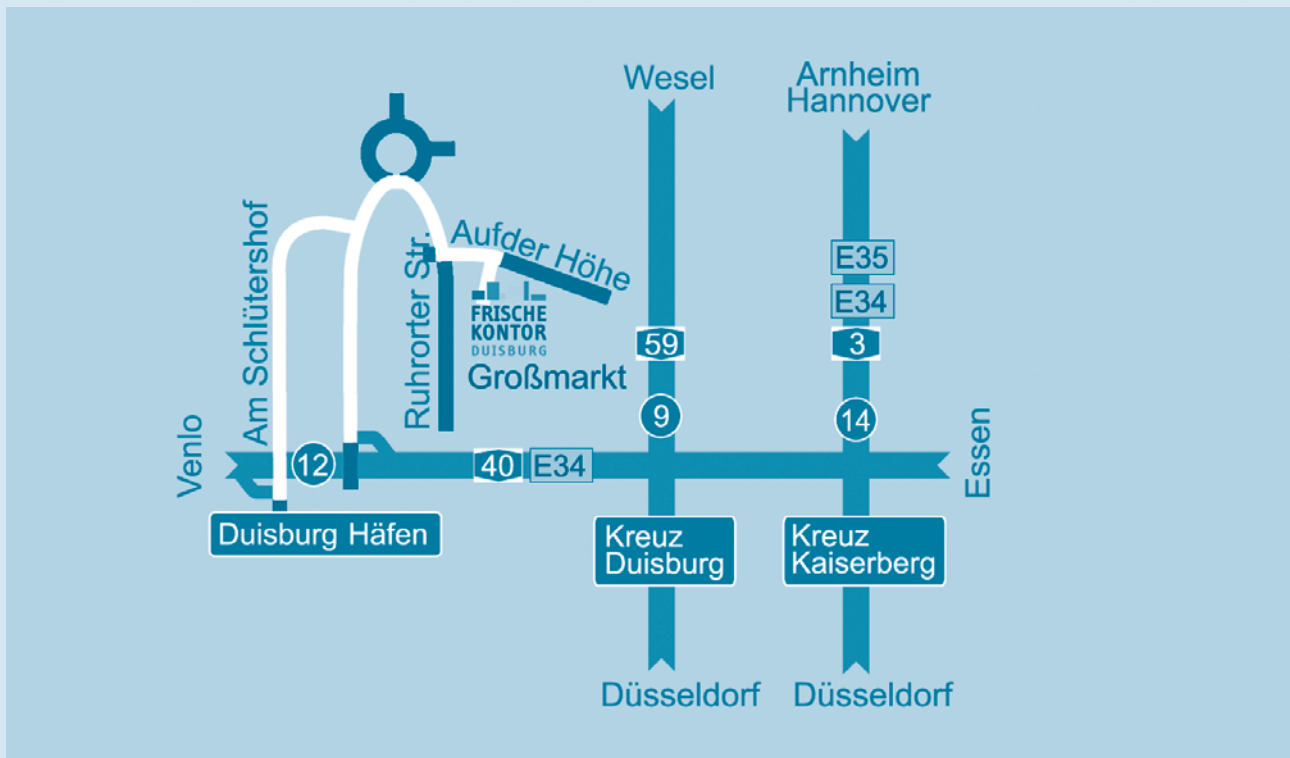 Wesel
Arnheim
Hannover
Am Schlütershof
Ruhrorter Str.
Aufder Höhe
E35
E34
FRISCHE
KONTOR
DUISBURG
Großmarkt
59
3
9
14
Venlo
12
40
E34
Essen
Duisburg Häfen
Kreuz
Duisburg
Kreuz
Kaiserberg
Düsseldorf
Düsseldorf